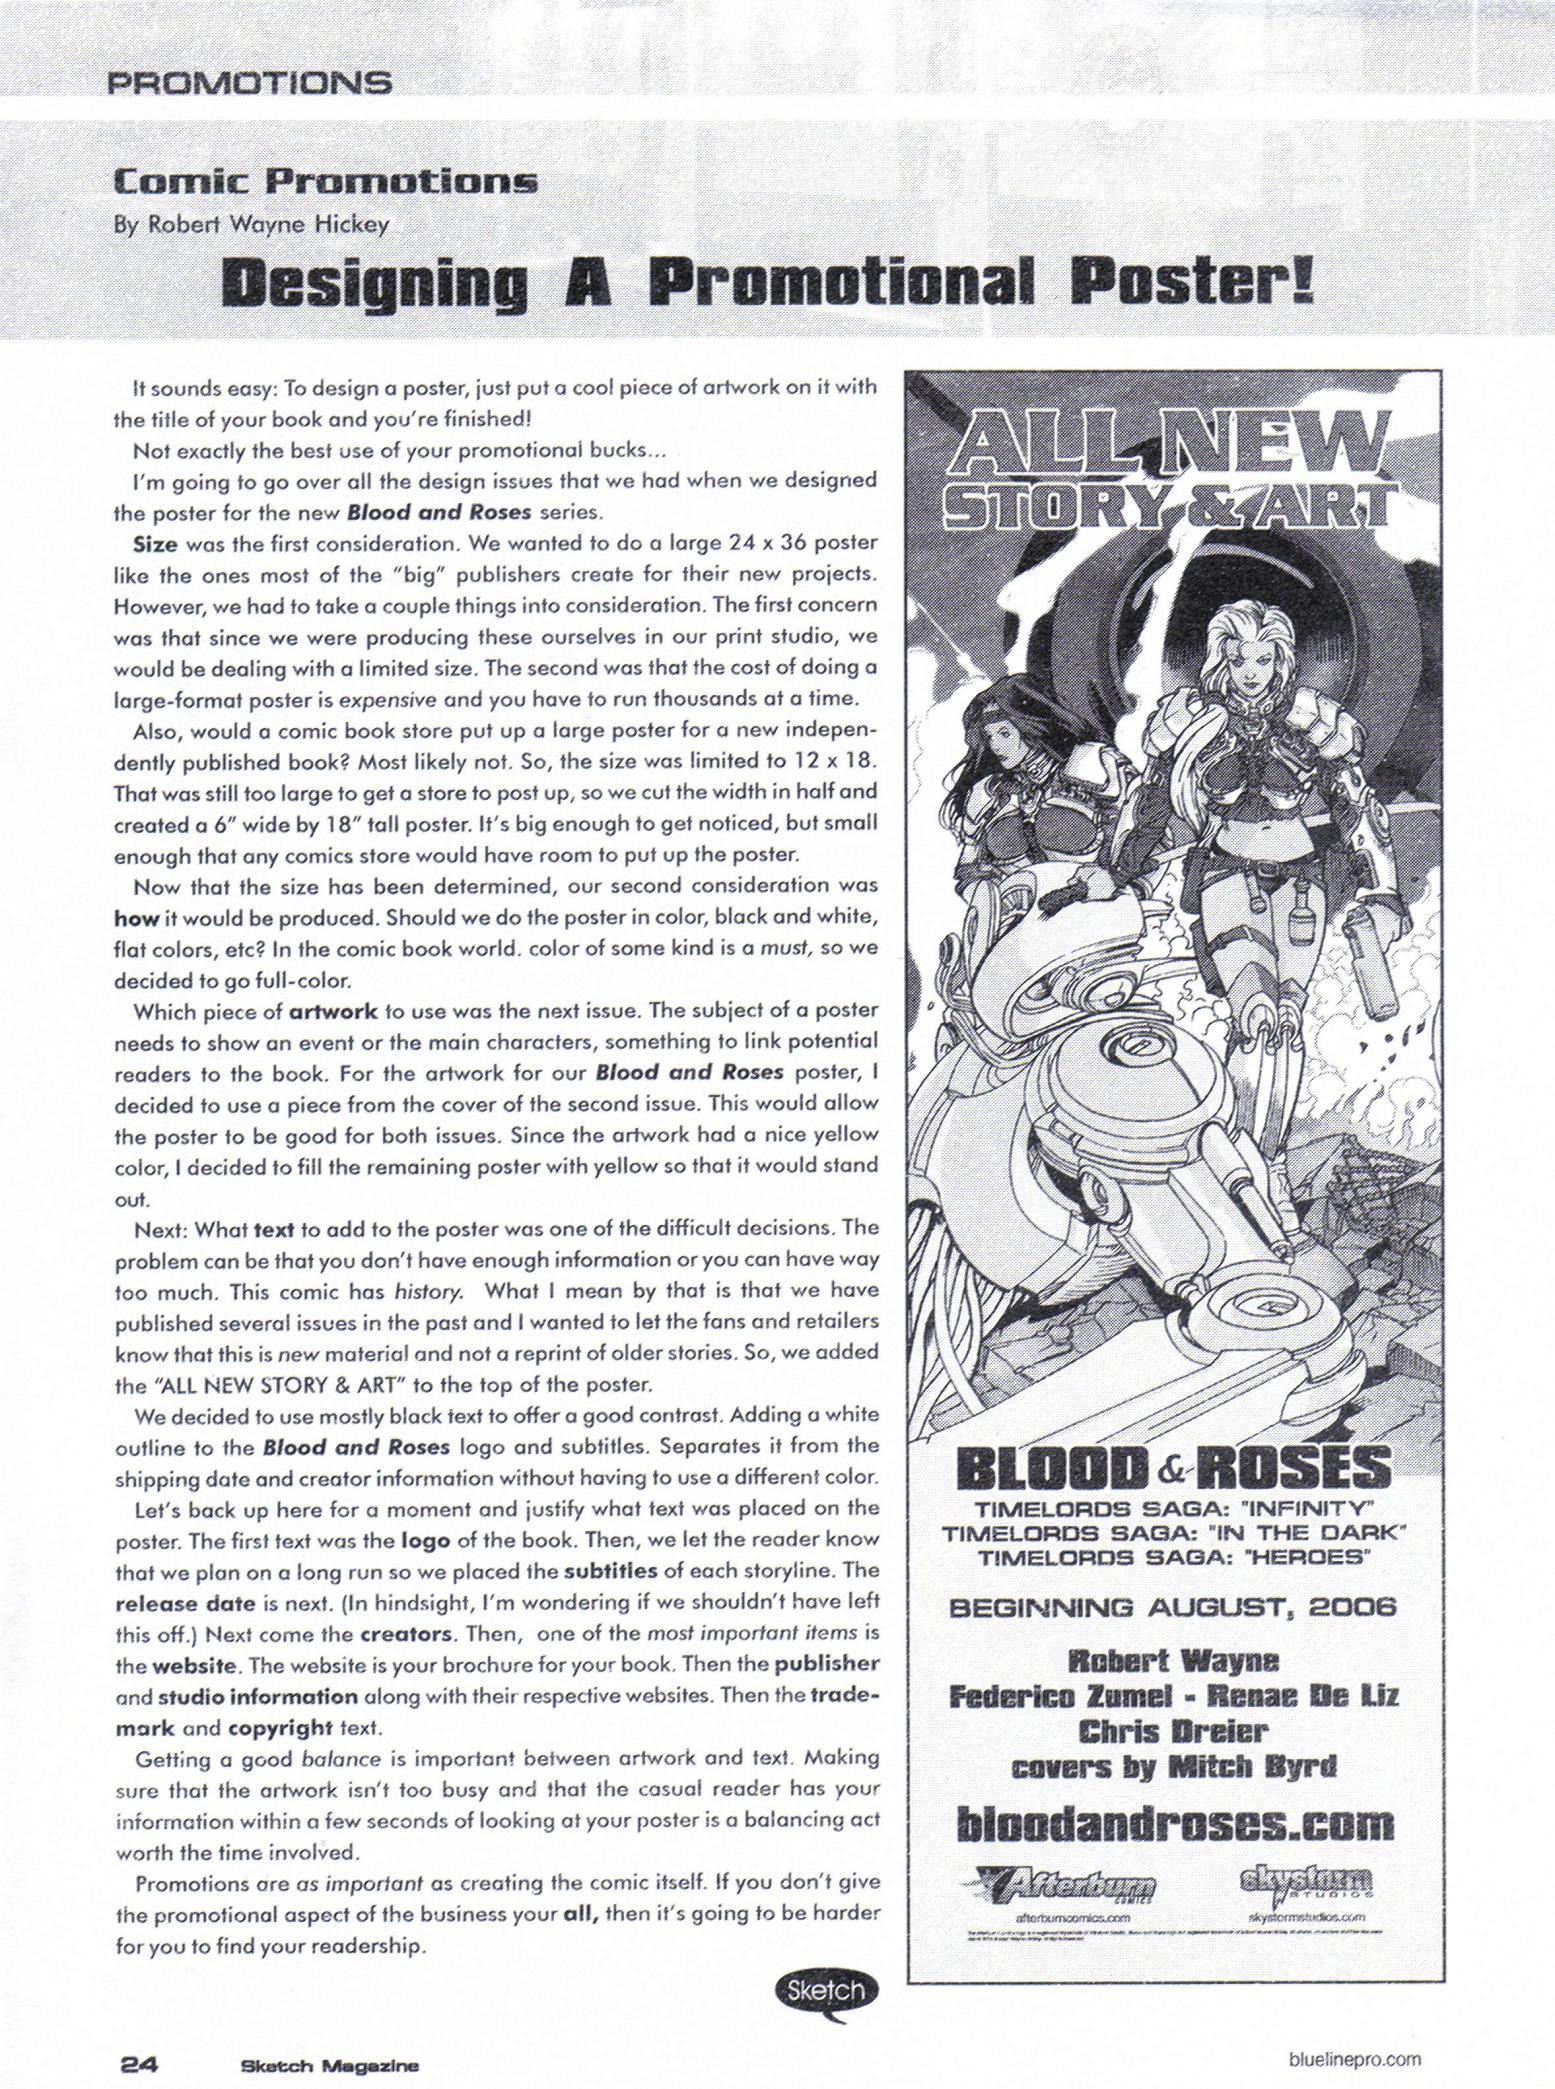 PROMOTIONS
Comic Promotions
By Robert Wayne Hickey
Designing A Promotional Poster!
It sounds easy: To design a poster, just put a cool piece of artwork on it with
the title of your book and you're finished!
Not exactly the best use of your promotional bucks...
I'm going to go over all the design issues that we had when we designed
the poster for the new Blood and Roses series.
Size was the first consideration. We wanted to do a large 24 x 36 poster
like the ones most of the "big" publishers create for their new projects.
However, we had to take a couple things into consideration. The first concern
was that since we were producing these ourselves in our print studio, we
would be dealing with a limited size. The second was that the cost of doing a
large-format poster is expensive and you have to run thousands at a time.
Also, would a comic book store put up a large poster for a new indepen-
dently published book? Most likely not. So, the size was limited to 12 x 18.
That was still too large to get a store to post up, so we cut the width in half and
created a 6" wide by 18" tall poster. It's big enough to get noticed, but small
enough that any comics store would have room to put up the poster.
Now that the size has been determined, our second consideration was
how it would be produced. Should we do the poster in color, black and white,
flat colors, etc? In the comic book world. color of some kind is a must, so we
decided to go full-color.
Which piece of artwork to use was the next issue. The subject of a poster
needs to show an event or the main characters, something to link potential
readers to the book. For the artwork for our Blood and Roses poster, I
decided to use a piece from the cover of the second issue. This would allow
the poster to be good for both issues. Since the artwork had a nice yellow
color, I decided to fill the remaining poster with yellow so that it would stand
out.
Next: What text to add to the poster was one of the difficult decisions. The
problem can be that you don't have enough information or you can have way
too much. This comic has history. What I mean by that is that we have
published several issues in the past and I wanted to let the fans and retailers
know that this is new material and not a reprint of older stories. So, we added
the "ALL NEW STORY & ART" to the top of the poster.
We decided to use mostly black text to offer a good contrast. Adding a white
outline to the Blood and Roses logo and subtitles. Separates it from the
shipping date and creator information without having to use a different color.
Let's back up here for a moment and justify what text was placed on the
poster. The first text was the logo of the book. Then, we let the reader know
that we plan on a long run so we placed the subtitles of each storyline. The
release date is next. (In hindsight, I'm wondering if we shouldn't have left
this off.) Next come the creators. Then, one of the most important items is
the website. The website is your brochure for your book. Then the publisher
and studio information along with their respective websites. Then the trade-
mark and copyright text.
Getting a good balance is important between artwork and text. Making
sure that the artwork isn't too busy and that the casual reader has your
information within a few seconds of looking at your poster is a balancing act
worth the time involved.
Promotions are as important as creating the comic itself. If you don't give
the promotional aspect of the business your all, then it's going to be harder
for you to find your readership.
Sketch
ALL NEW
STORY & ART
BLOOD & ROSES
TIMELORDS SAGA: "INFINITY"
TIMELORDS SAGA: "IN THE DARK"
TIMELORDS SAGA: "HEROES"
BEGINNING AUGUST, 2006
Robert Wayne
Federico Zumel - Renae De Liz
Chris Dreier
covers by Mitch Byrd
bloodandroses.com
Afterburn COMICS
afterburncomics.com
skystorm STUDIOS
skystormstudios.com
24 Sketch Magazine
bluelinepro.com